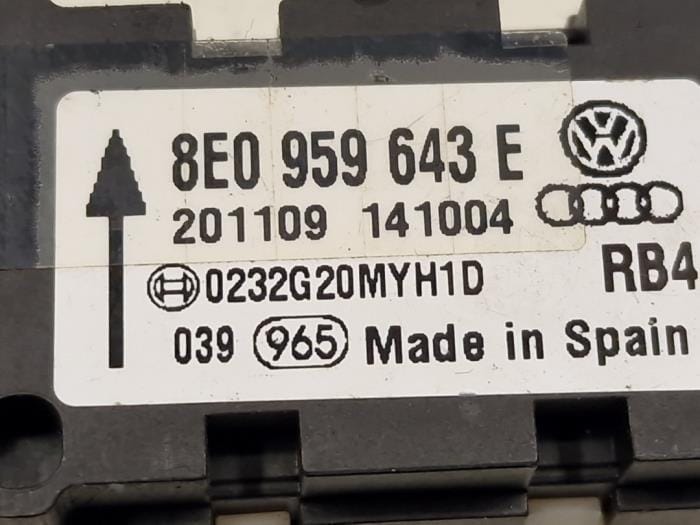 8E0 959 643 E
201109 141004
0232G20MYH1D RB4
039 965 Made in Spain